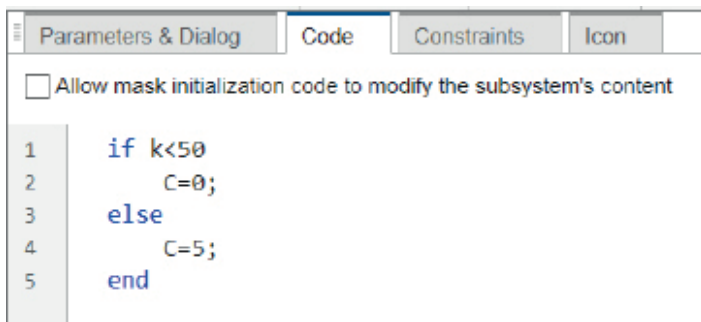 Parameters & Dialog Code Constraints Icon
Allow mask initialization code to modify the subsystem's content
1 if k<50
2 C=0;
3 else
4 C=5;
5 end